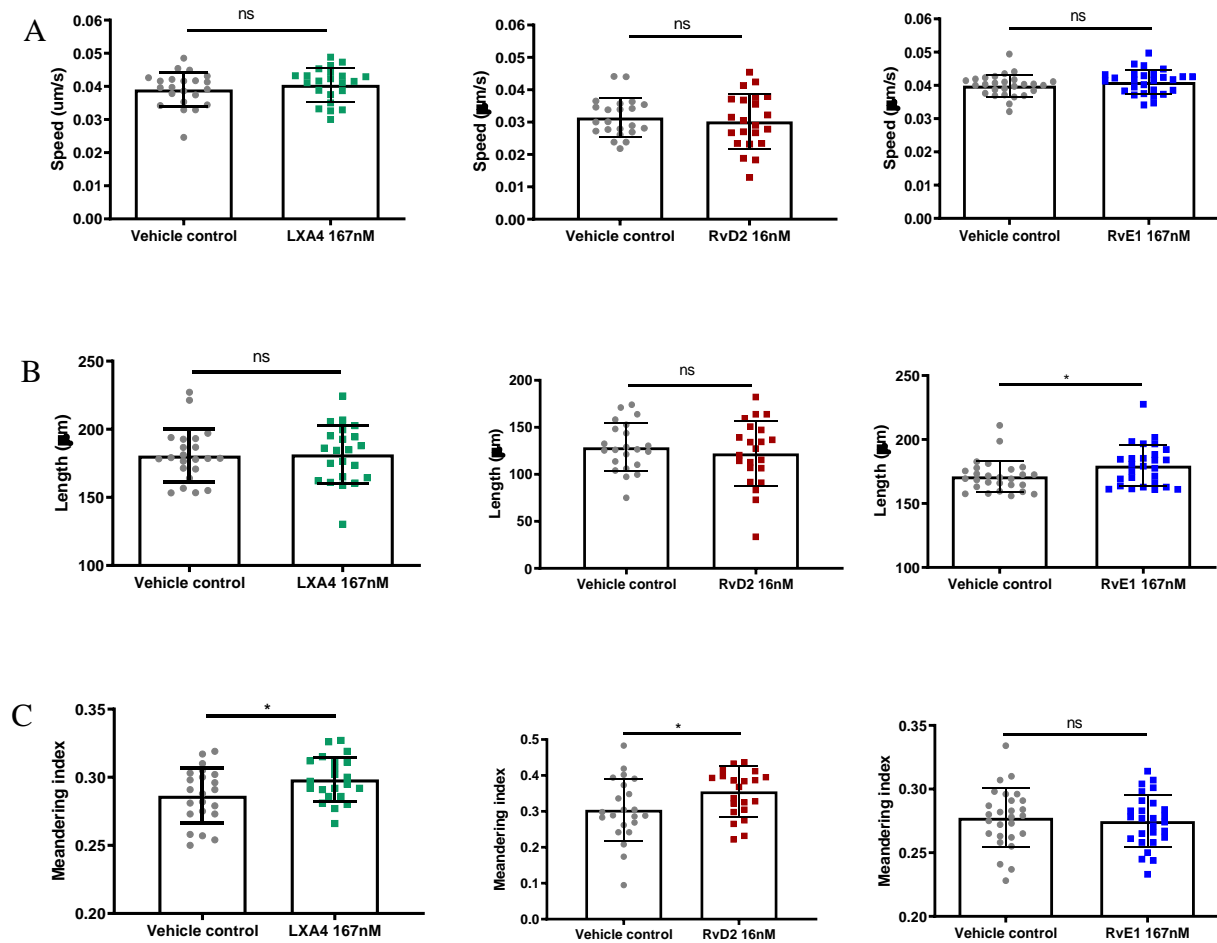 A
ns
Speed (um/s)
0.06
0.05
0.04
0.03
0.02
0.01
0.00
Vehicle control
LXA4 167nM
ns
Speed (μm/s)
0.06
0.05
0.04
0.03
0.02
0.01
0.00
Vehicle control
RvD2 16nM
ns
Speed (μm/s)
0.06
0.05
0.04
0.03
0.02
0.01
0.00
Vehicle control
RvE1 167nM
B
ns
Length (μm)
250
200
150
100
Vehicle control
LXA4 167nM
ns
Length (μm)
200
150
100
50
0
Vehicle control
RvD2 16nM
*
Length (μm)
250
200
150
100
Vehicle control
RvE1 167nM
C
*
Meandering index
0.35
0.30
0.25
0.20
Vehicle control
LXA4 167nM
*
Meandering index
0.5
0.4
0.3
0.2
0.1
0.0
Vehicle control
RvD2 16nM
ns
Meandering index
0.35
0.30
0.25
0.20
Vehicle control
RvE1 167nM